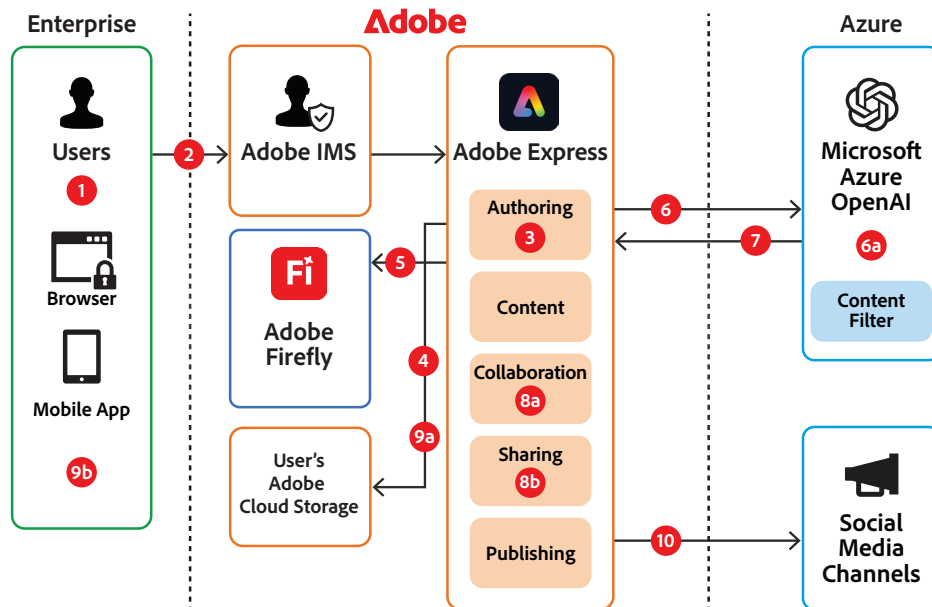 Enterprise
Adobe
Azure
Users
1
Browser
Mobile App
9b
2
Adobe IMS
Adobe Express
Fi
Adobe
Firefly
5
4
9a
User's
Adobe
Cloud Storage
Authoring
3
Content
Collaboration
8a
Sharing
8b
Publishing
6
7
10
Microsoft
Azure
OpenAI
6a
Content
Filter
Social
Media
Channels